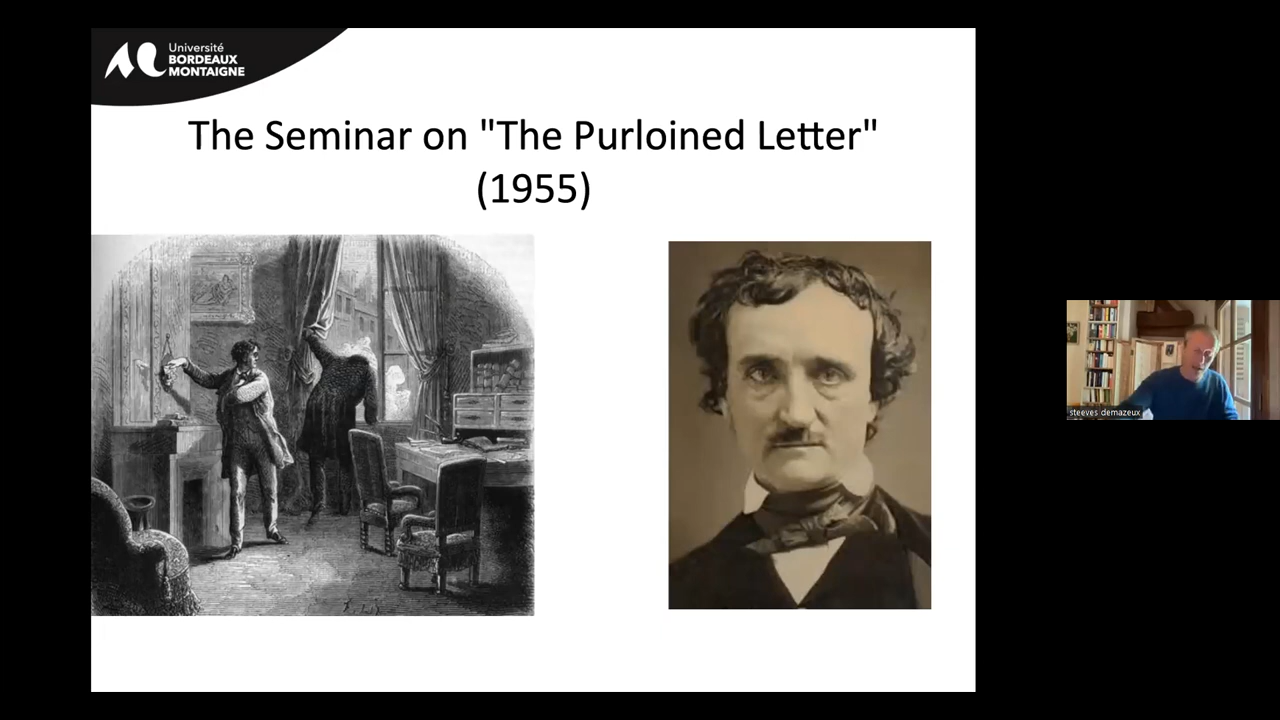 Université
BORDEAUX
MONTAIGNE
The Seminar on "The Purloined Letter"
(1955)
steeves demazeux